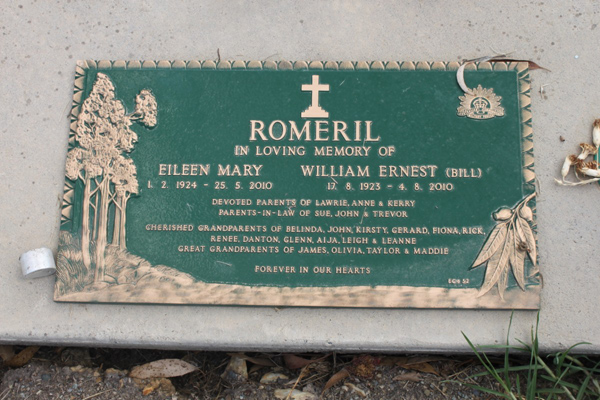 ROMERIL
IN LOVING MEMORY OF
EILEEN MARY WILLIAM ERNEST (BILL)
1. 2. 1924 - 25. 5. 2010 17. 8. 1923 - 4. 8. 2010
DEVOTED PARENTS OF LAWRIE, ANNE & KERRY
PARENTS-IN-LAW OF SUE, JOHN & TREVOR
CHERISHED GRANDPARENTS OF BELINDA, JOHN, KIRSTY, GERARD, FIONA, RICK,
RENEE, DANTON, GLENN, AIJA, LEIGH & LEANNE
GREAT GRANDPARENTS OF JAMES, OLIVIA, TAYLOR & MADDIE
FOREVER IN OUR HEARTS